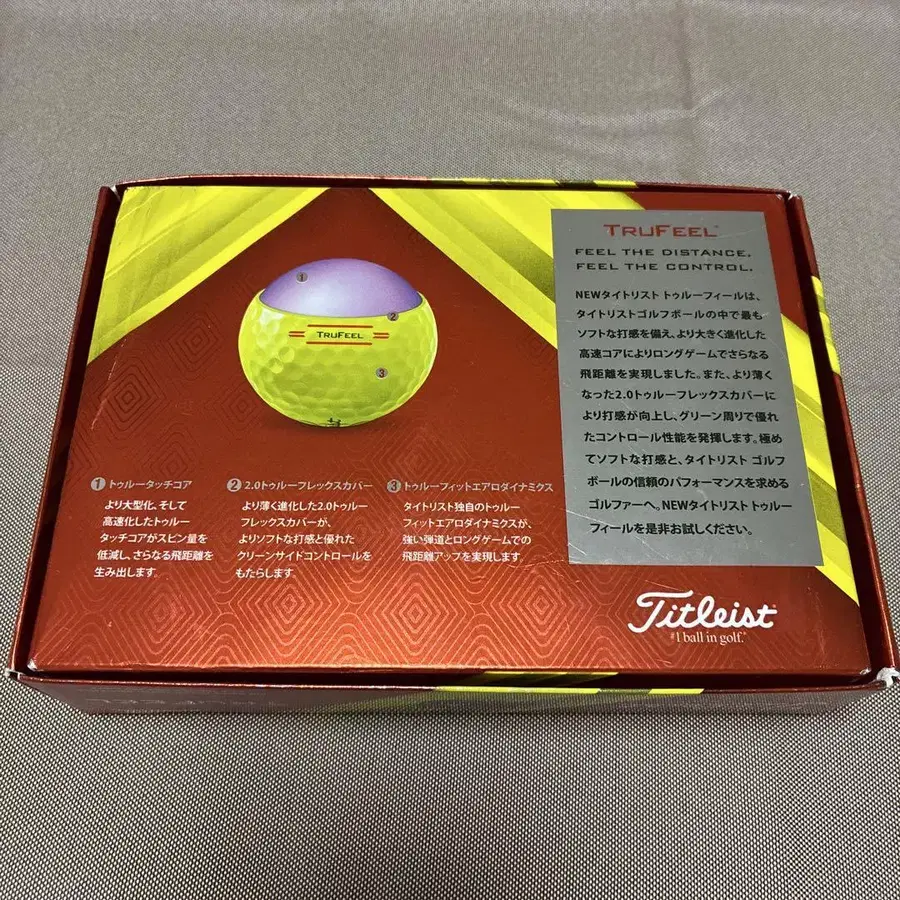 TRUFEEL
FEEL THE DISTANCE.
FEEL THE CONTROL.
NEWタイトリスト トゥルーフィールは、
タイトリストゴルフボールの中で最も
ソフトな打感を備え、より大きく進化した
高速コアによりロングゲームでさらなる
飛距離を実現しました。また、より薄く
なった2.0トゥルーフレックスカバーに
より打感が向上し、グリーン周りで優れ
たコントロール性能を発揮します。極め
てソフトな打感と、タイトリスト ゴルフ
ボールの信頼のパフォーマンスを求める
ゴルファーへ。NEWタイトリスト トゥルー
フィールを是非お試しください。
1
2
TRUFEEL
3
1 トゥルータッチコア
より大型化、そして
高速化したトゥルー
タッチコアがスピン量を
低減し、さらなる飛距離を
生み出します。
2 2.0トゥルーフレックスカバー
より薄く進化した2.0トゥルー
フレックスカバーが、
よりソフトな打感と優れた
グリーンサイドコントロールを
もたらします。
3 トゥルーフィットエアロダイナミクス
タイトリスト独自のトゥルー
フィットエアロダイナミクスが、
強い弾道とロングゲームでの
飛距離アップを実現します。
Titleist
#1 ball in golf.